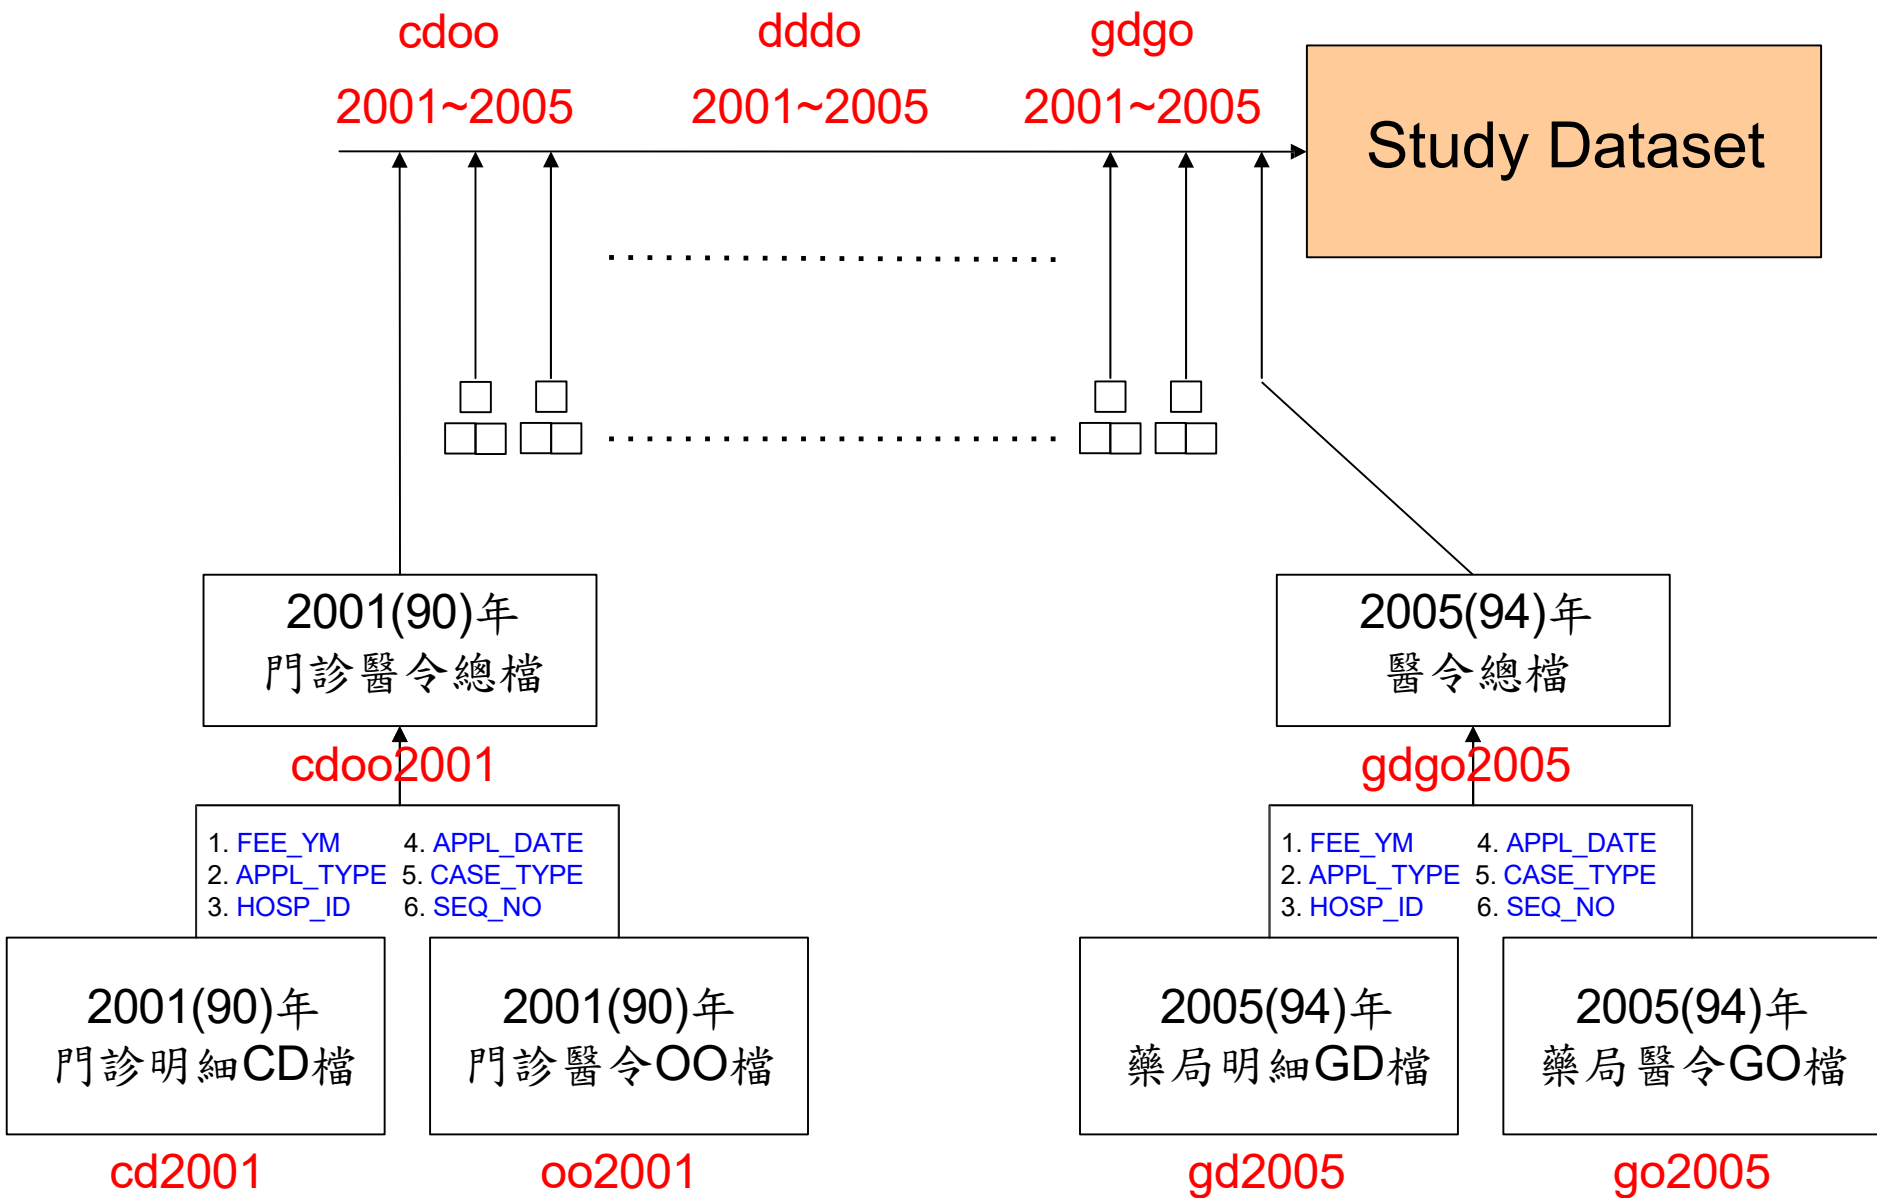 cdoo
dddo
gdgo
2001~2005
2001~2005
2001~2005
Study Dataset
2001(90)年
門診醫令總檔
2005(94)年
醫令總檔
cdoo2001
gdgo2005
1. FEE_YM 4. APPL_DATE
2. APPL_TYPE 5. CASE_TYPE
3. HOSP_ID 6. SEQ_NO
1. FEE_YM 4. APPL_DATE
2. APPL_TYPE 5. CASE_TYPE
3. HOSP_ID 6. SEQ_NO
2001(90)年
門診明細CD檔
2001(90)年
門診醫令OO檔
2005(94)年
藥局明細GD檔
2005(94)年
藥局醫令GO檔
cd2001
oo2001
gd2005
go2005